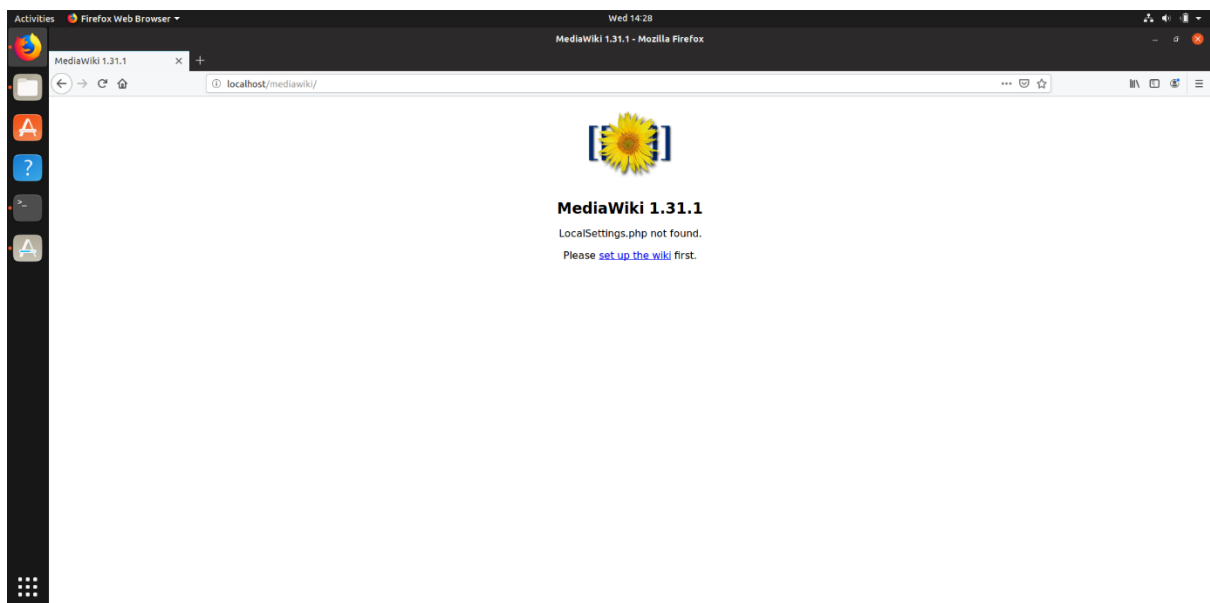 Activities Firefox Web Browser Wed 14:28
MediaWiki 1.31.1 - Mozilla Firefox
MediaWiki 1.31.1
localhost/mediawiki/
MediaWiki 1.31.1
LocalSettings.php not found.
Please set up the wiki first.